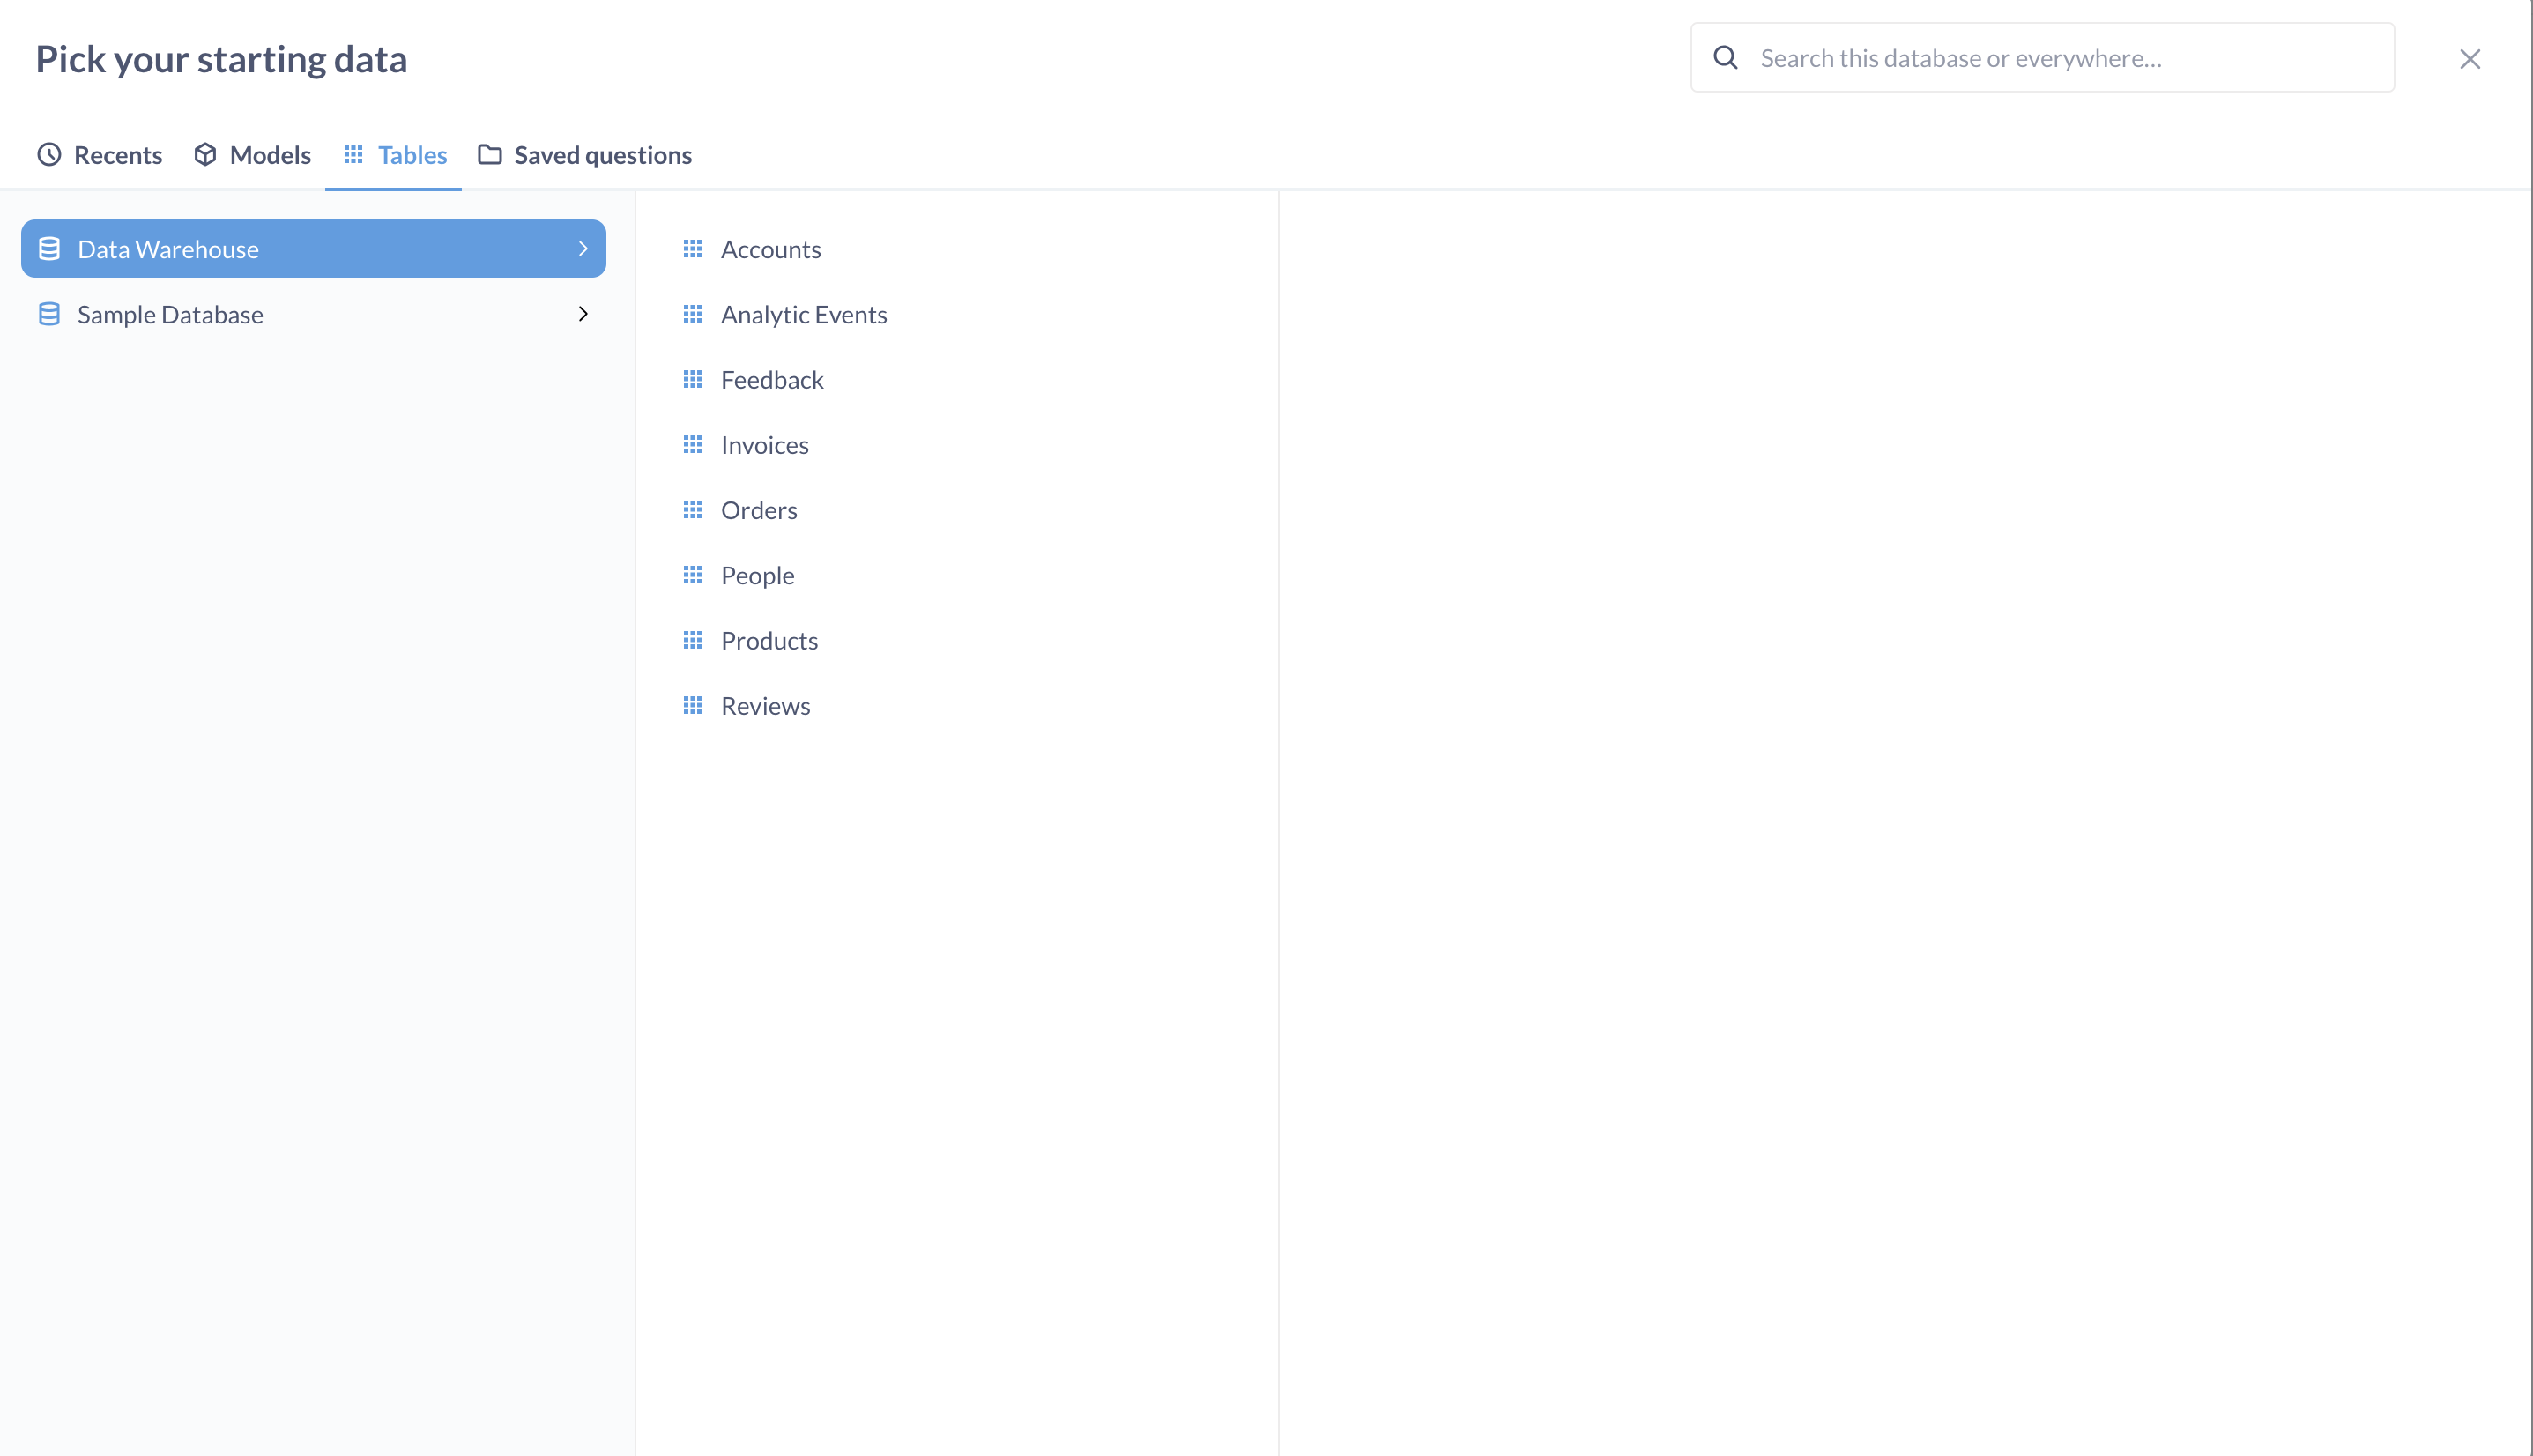 Pick your starting data
Search this database or everywhere...
Recents
Models
Tables
Saved questions
Data Warehouse
Sample Database
Accounts
Analytic Events
Feedback
Invoices
Orders
People
Products
Reviews